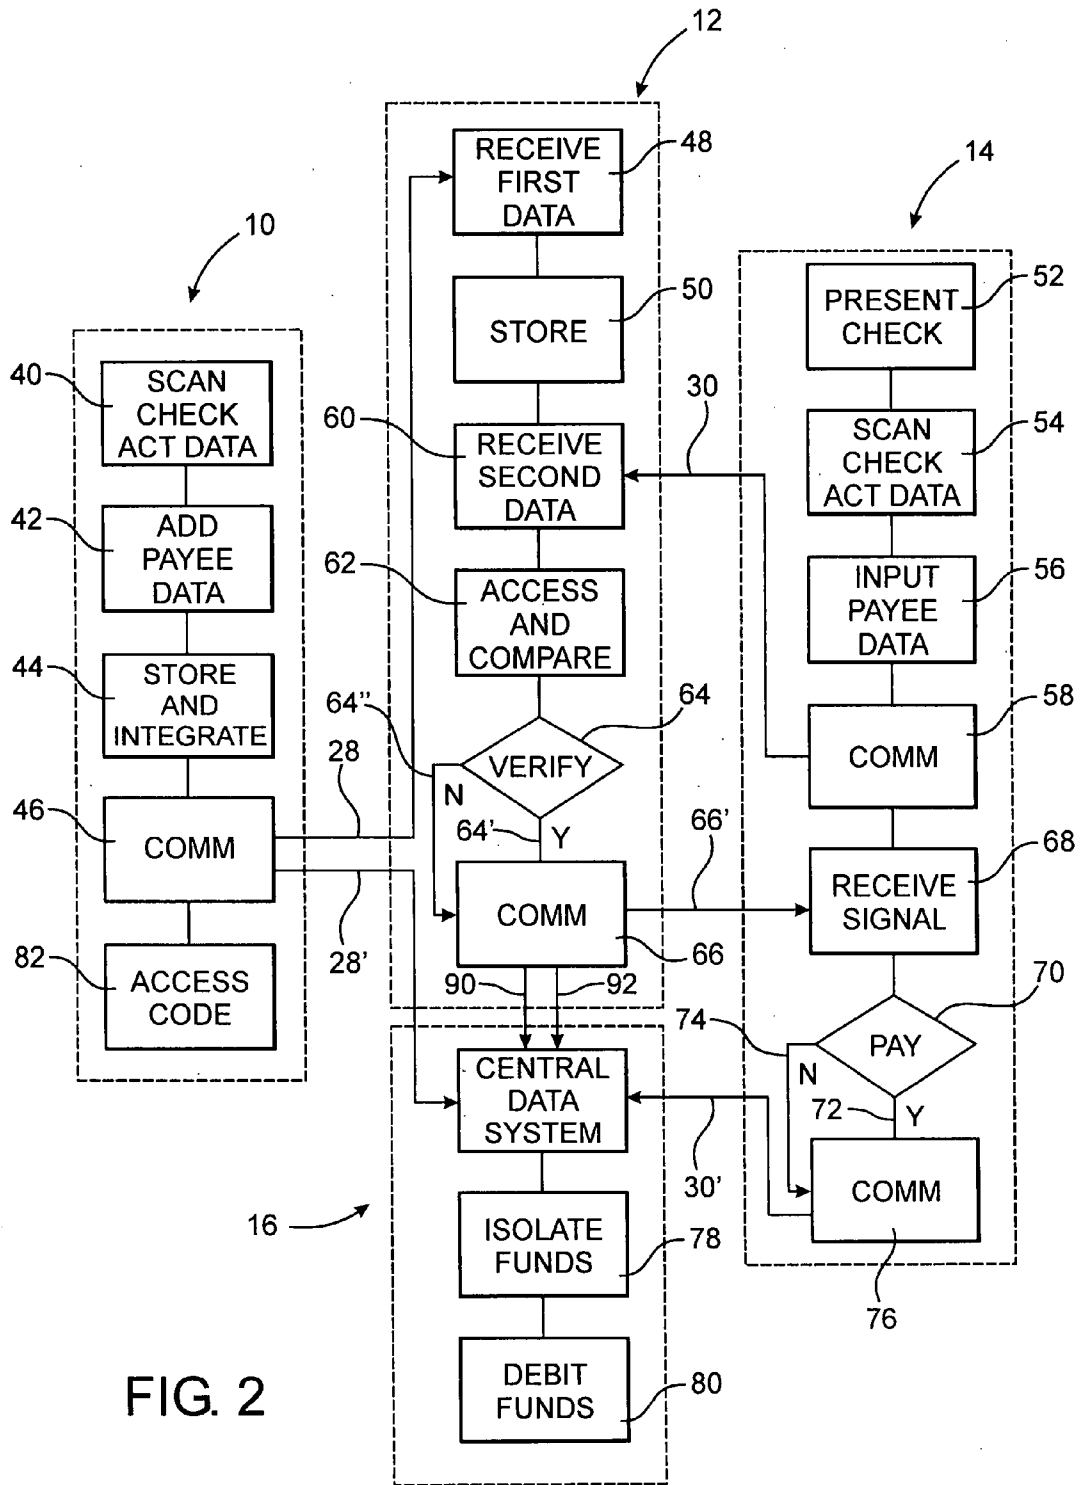 12
RECEIVE
FIRST
DATA
48
14
10
STORE
50
PRESENT
CHECK
52
40
SCAN
CHECK
ACT DATA
60
RECEIVE
SECOND
DATA
30
SCAN
CHECK
ACT DATA
54
42
ADD
PAYEE
DATA
62
ACCESS
AND
COMPARE
INPUT
PAYEE
DATA
56
44
STORE
AND
INTEGRATE
64''
64
VERIFY
N
64'
Y
58
COMM
46
COMM
28
28'
COMM
66
66'
RECEIVE
SIGNAL
68
82
ACCESS
CODE
90
92
70
PAY
74
N
72
Y
CENTRAL
DATA
SYSTEM
30'
COMM
76
16
ISOLATE
FUNDS
78
DEBIT
FUNDS
80
FIG. 2